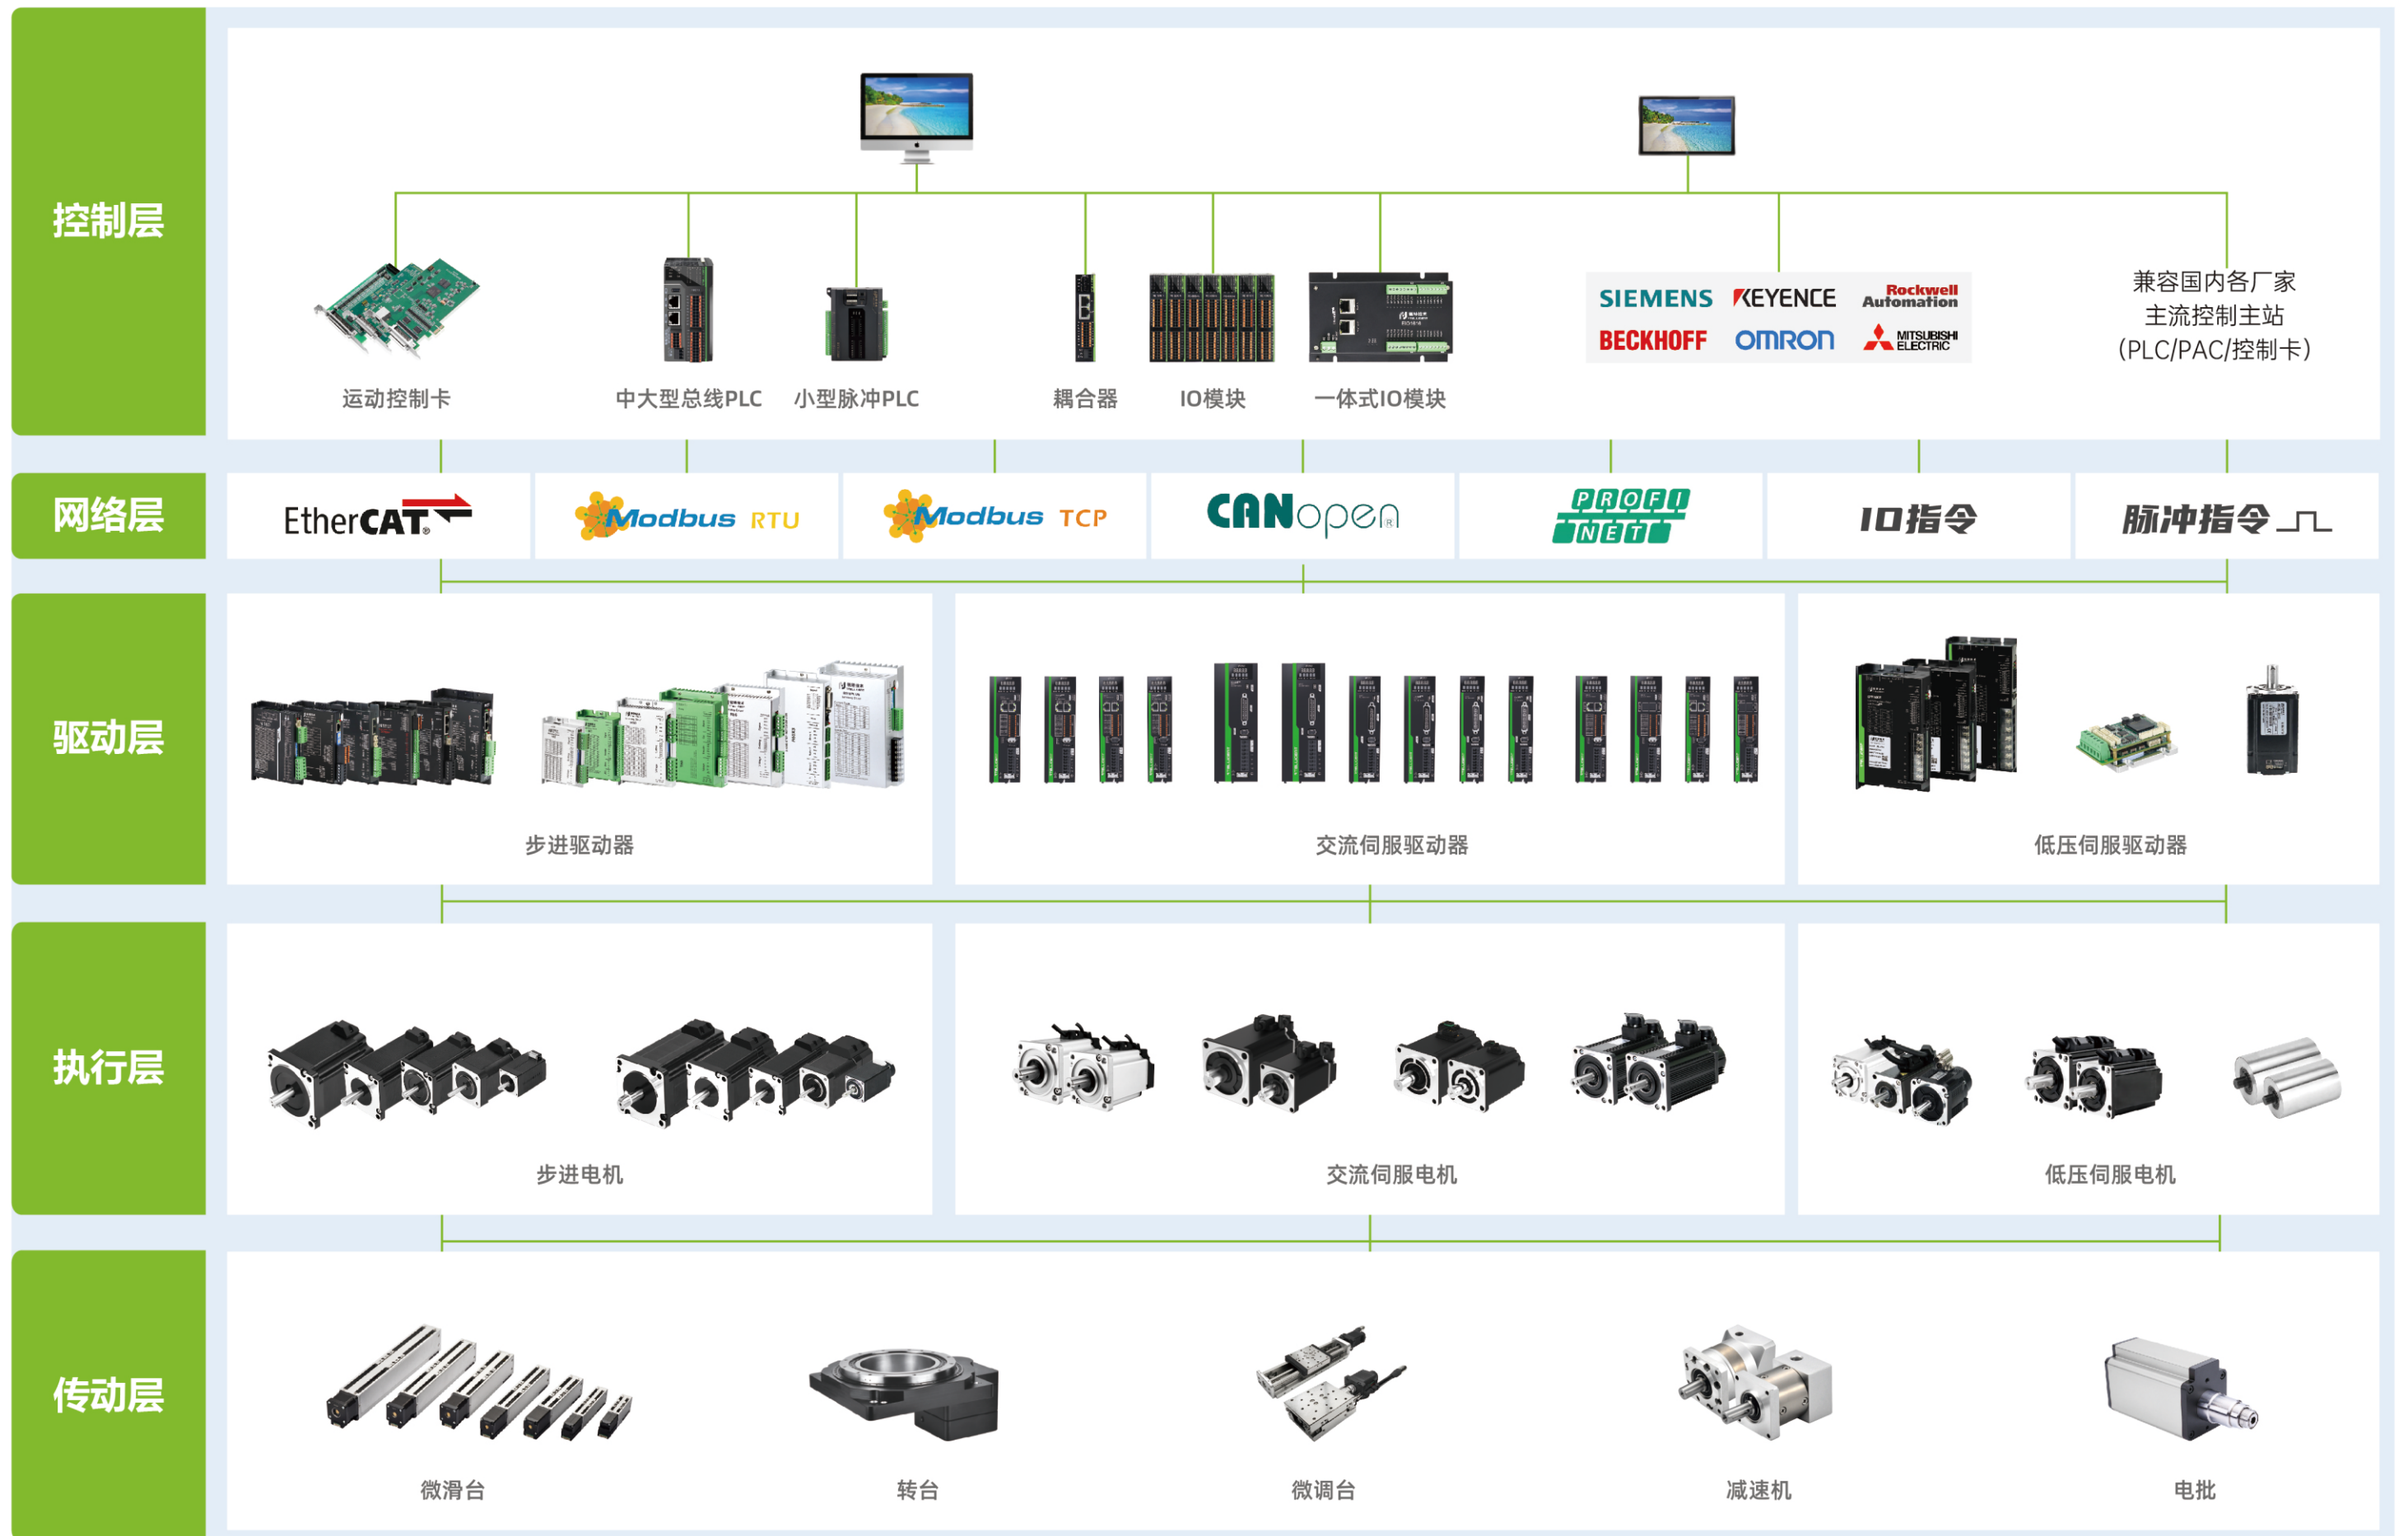 控制层
运动控制卡
中大型总线PLC
小型脉冲PLC
耦合器
IO模块
一体式IO模块
SIEMENS
KEYENCE
Rockwell
Automation
BECKHOFF
OMRON
MITSUBISHI
ELECTRIC
兼容国内各厂家
主流控制主站
(PLC/PAC/控制卡)
网络层
EtherCAT®
Modbus RTU
Modbus TCP
CANopen®
PROFI
NET
IO指令
脉冲指令
驱动层
步进驱动器
交流伺服驱动器
低压伺服驱动器
执行层
步进电机
交流伺服电机
低压伺服电机
传动层
微滑台
转台
微调台
减速机
电批